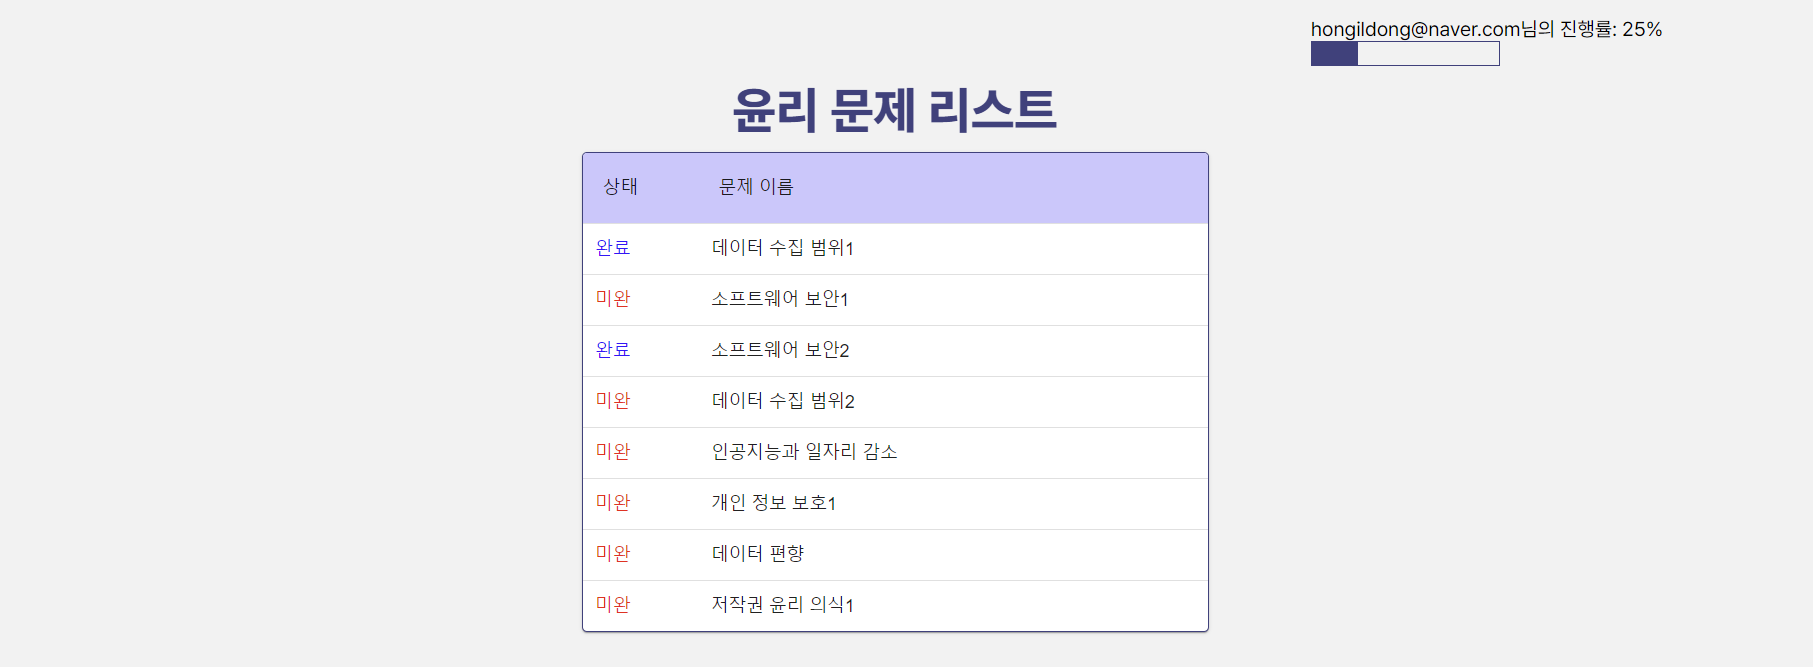 hongildong@naver.com님의 진행률: 25%
윤리 문제 리스트
상태 문제 이름
완료 데이터 수집 범위1
미완 소프트웨어 보안1
완료 소프트웨어 보안2
미완 데이터 수집 범위2
미완 인공지능과 일자리 감소
미완 개인 정보 보호1
미완 데이터 편향
미완 저작권 윤리 의식1